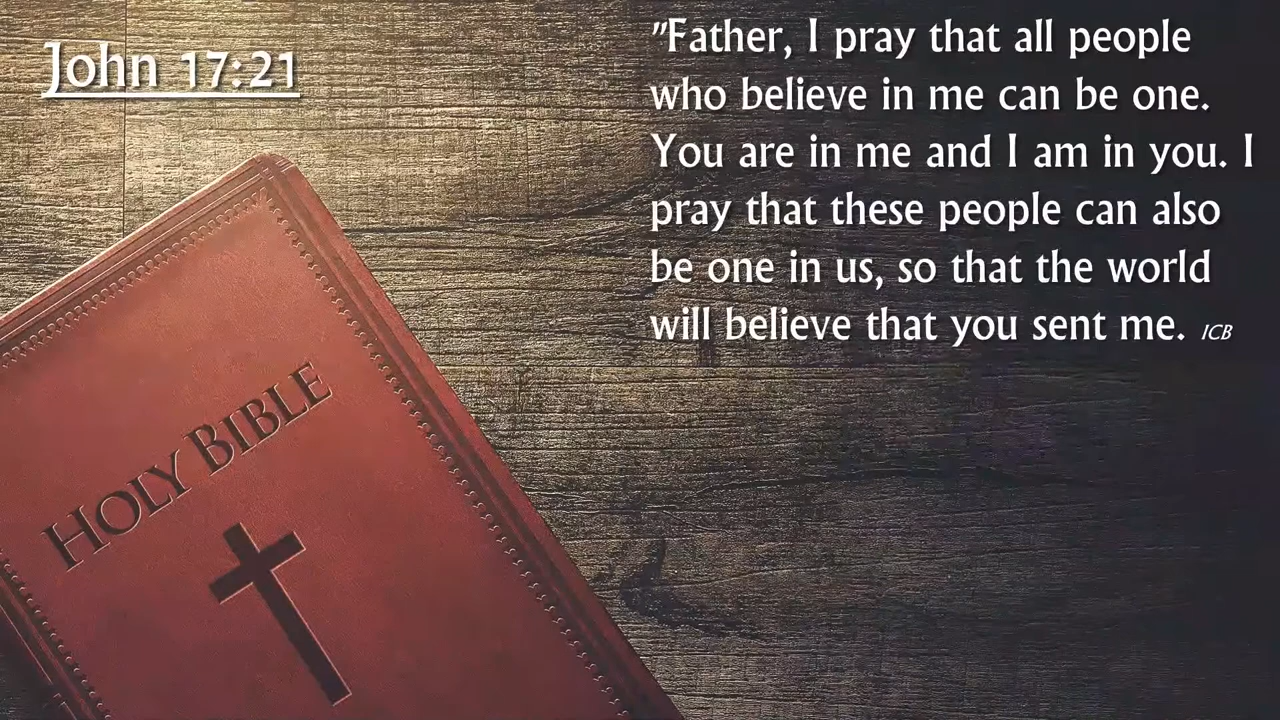 John 17:21
"Father, I pray that all people
who believe in me can be one.
You are in me and I am in you. I
pray that these people can also
be one in us, so that the world
will believe that you sent me. ICB
HOLY BIBLE